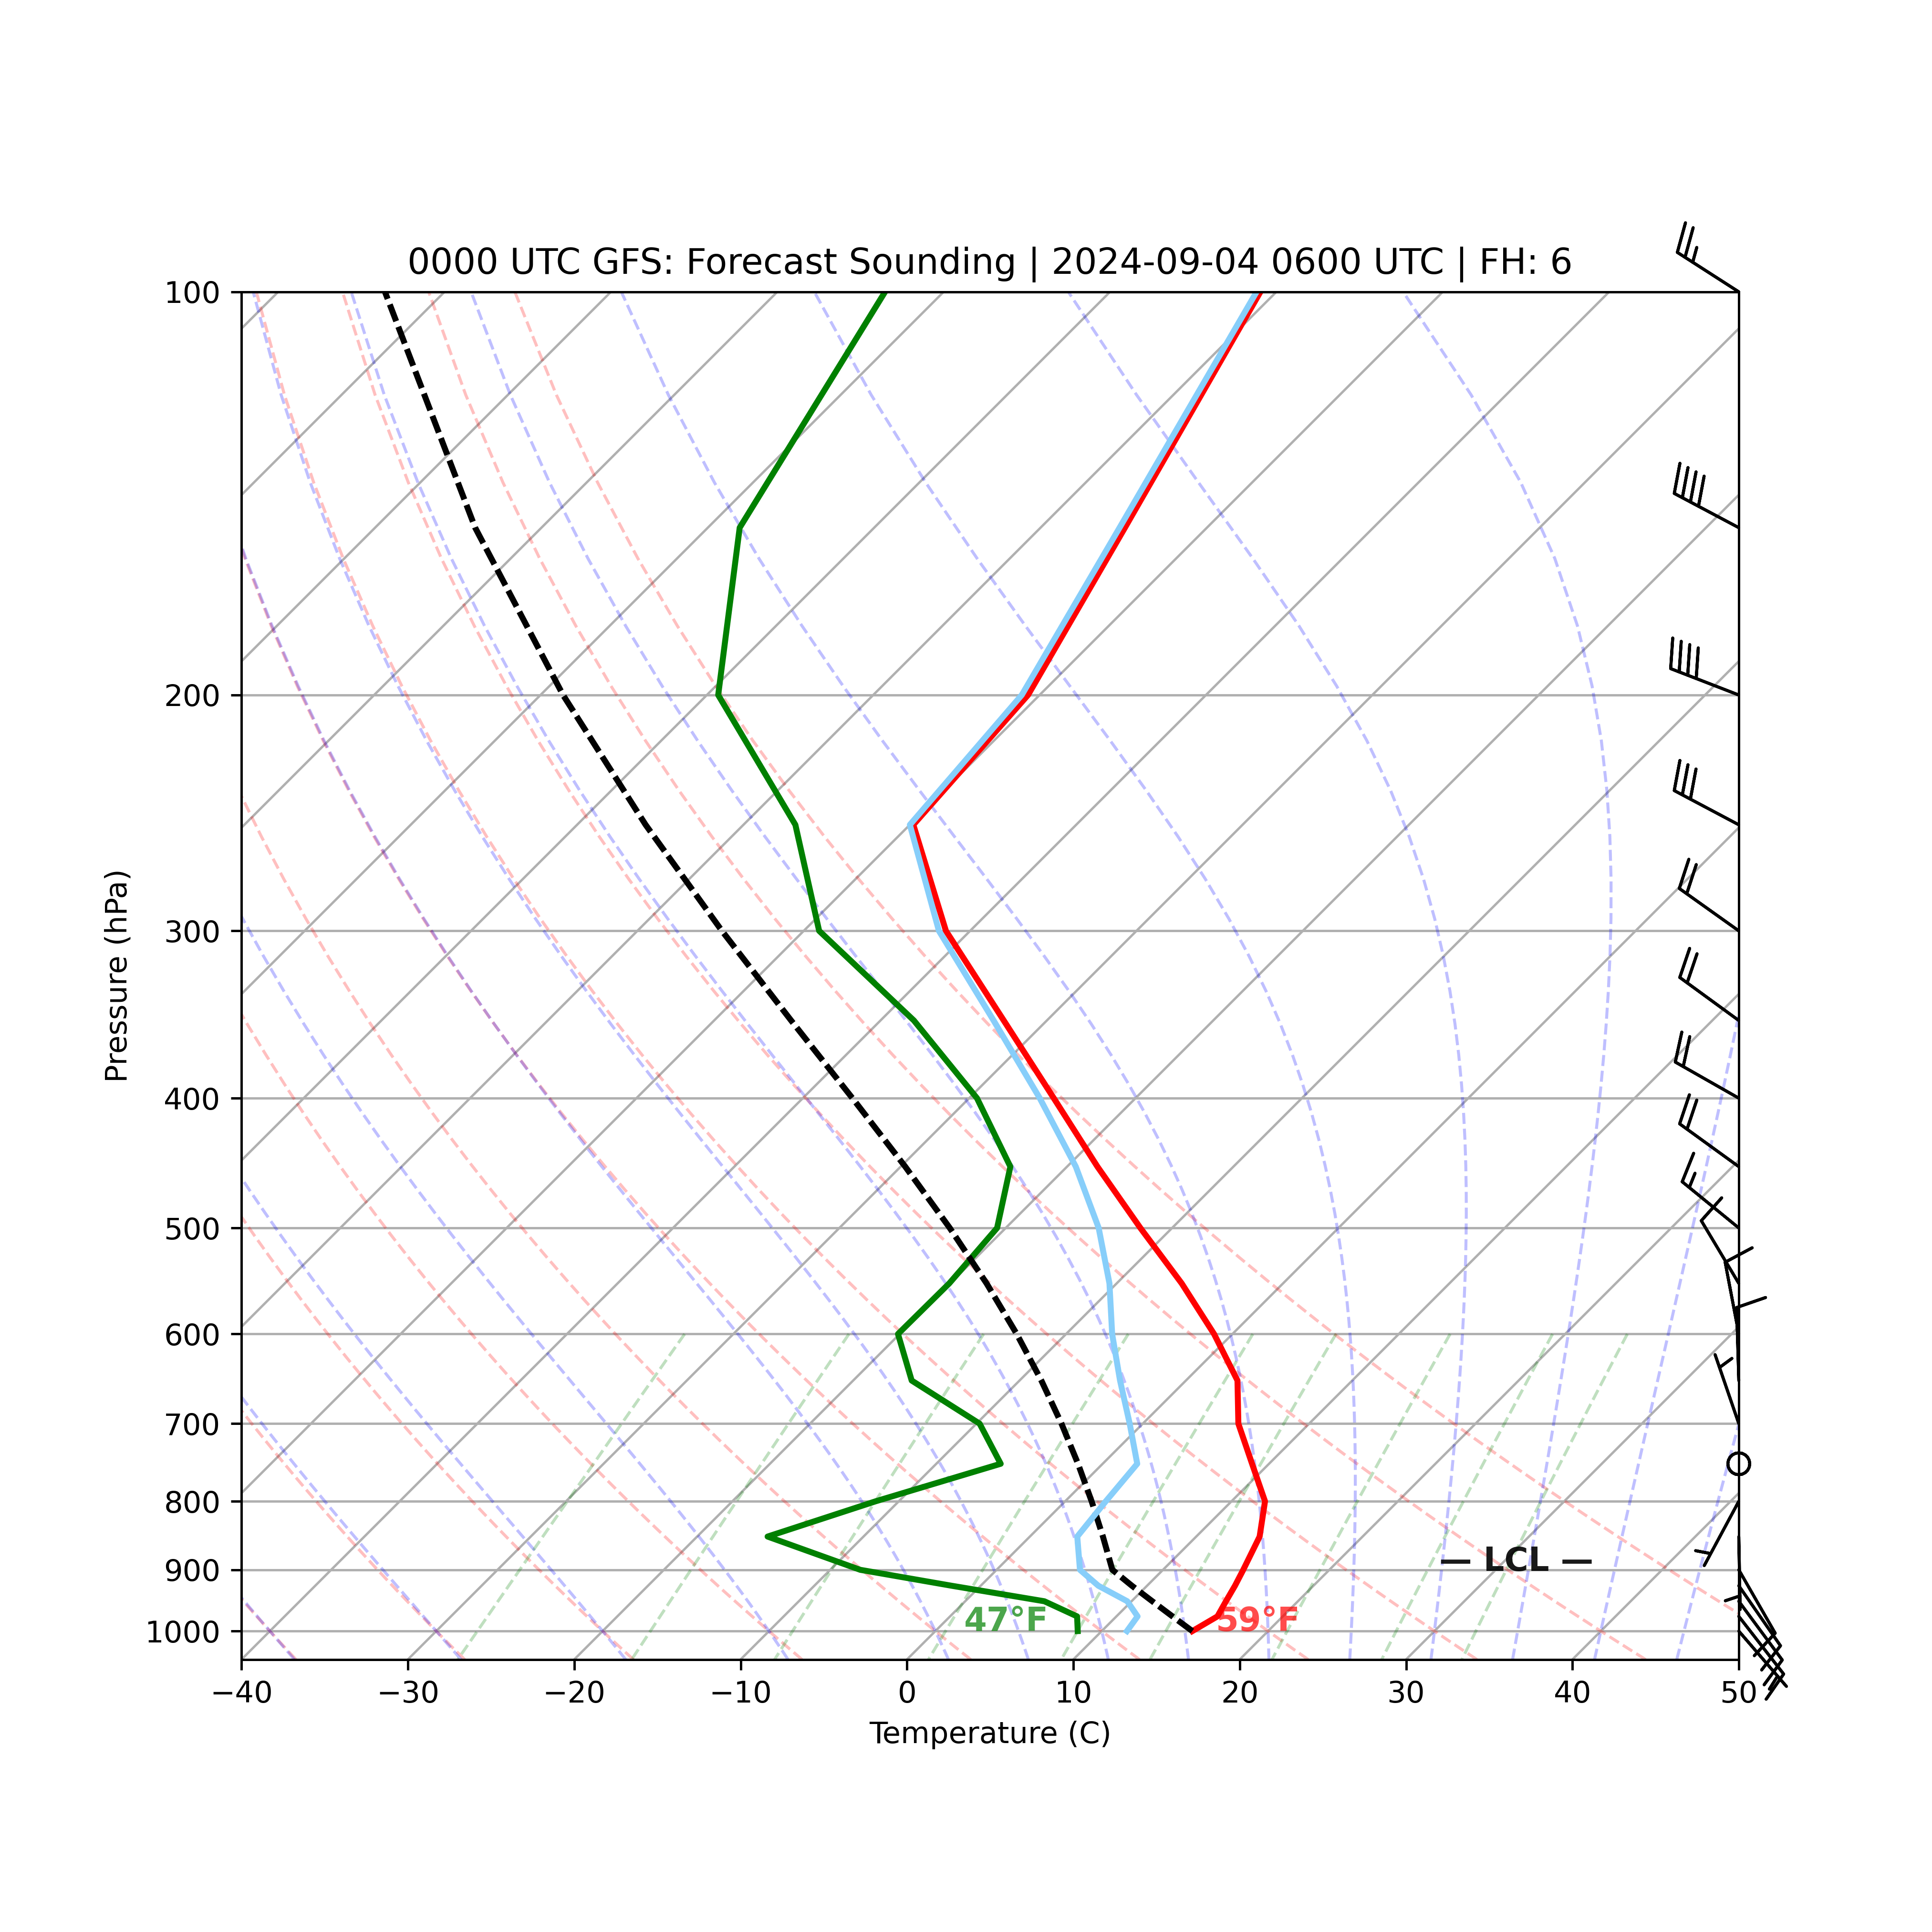 0000 UTC GFS: Forecast Sounding | 2024-09-04 0600 UTC | FH: 6
100
200
300
400
500
600
700
800
900
1000
Pressure (hPa)
— LCL —
47°F
59°F
−40 −30 −20 −10 0 10 20 30 40 50
Temperature (C)